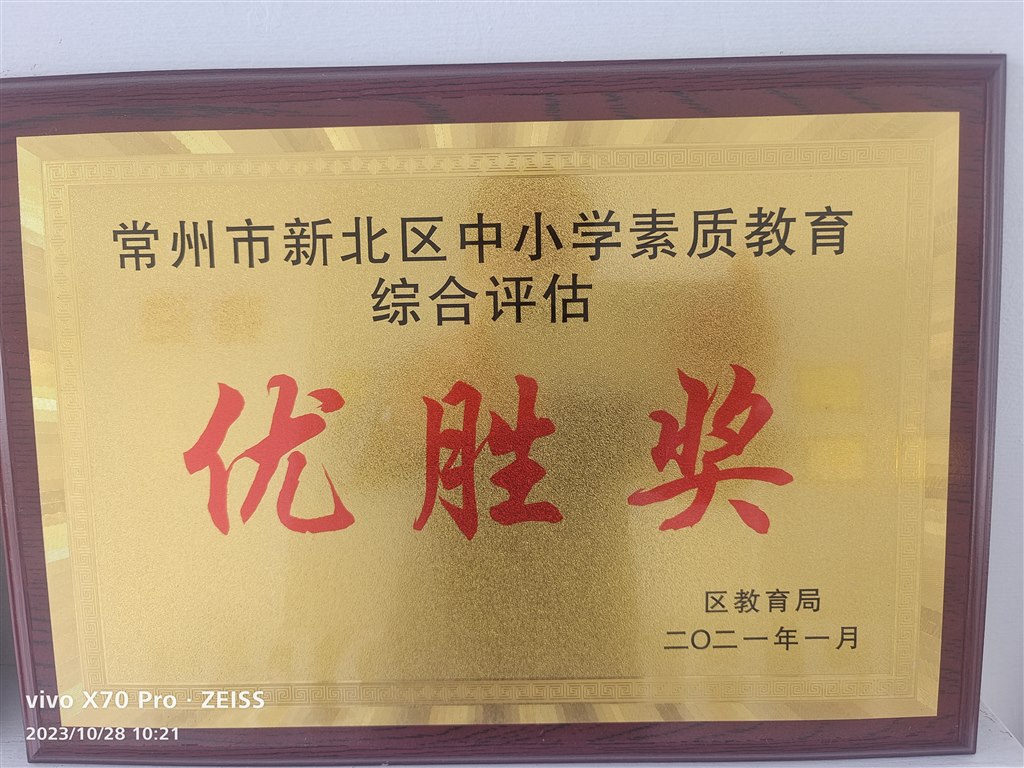 常州市新北区中小学素质教育
综合评估
优胜奖
区教育局
二〇二一年一月
vivo X70 Pro · ZEISS
2023/10/28 10:21